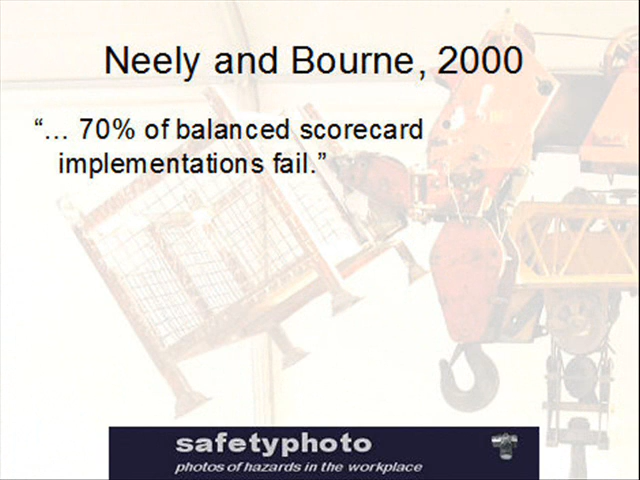 Neely and Bourne, 2000
“... 70% of balanced scorecard
implementations fail.”
safetyphoto
photos of hazards in the workplace